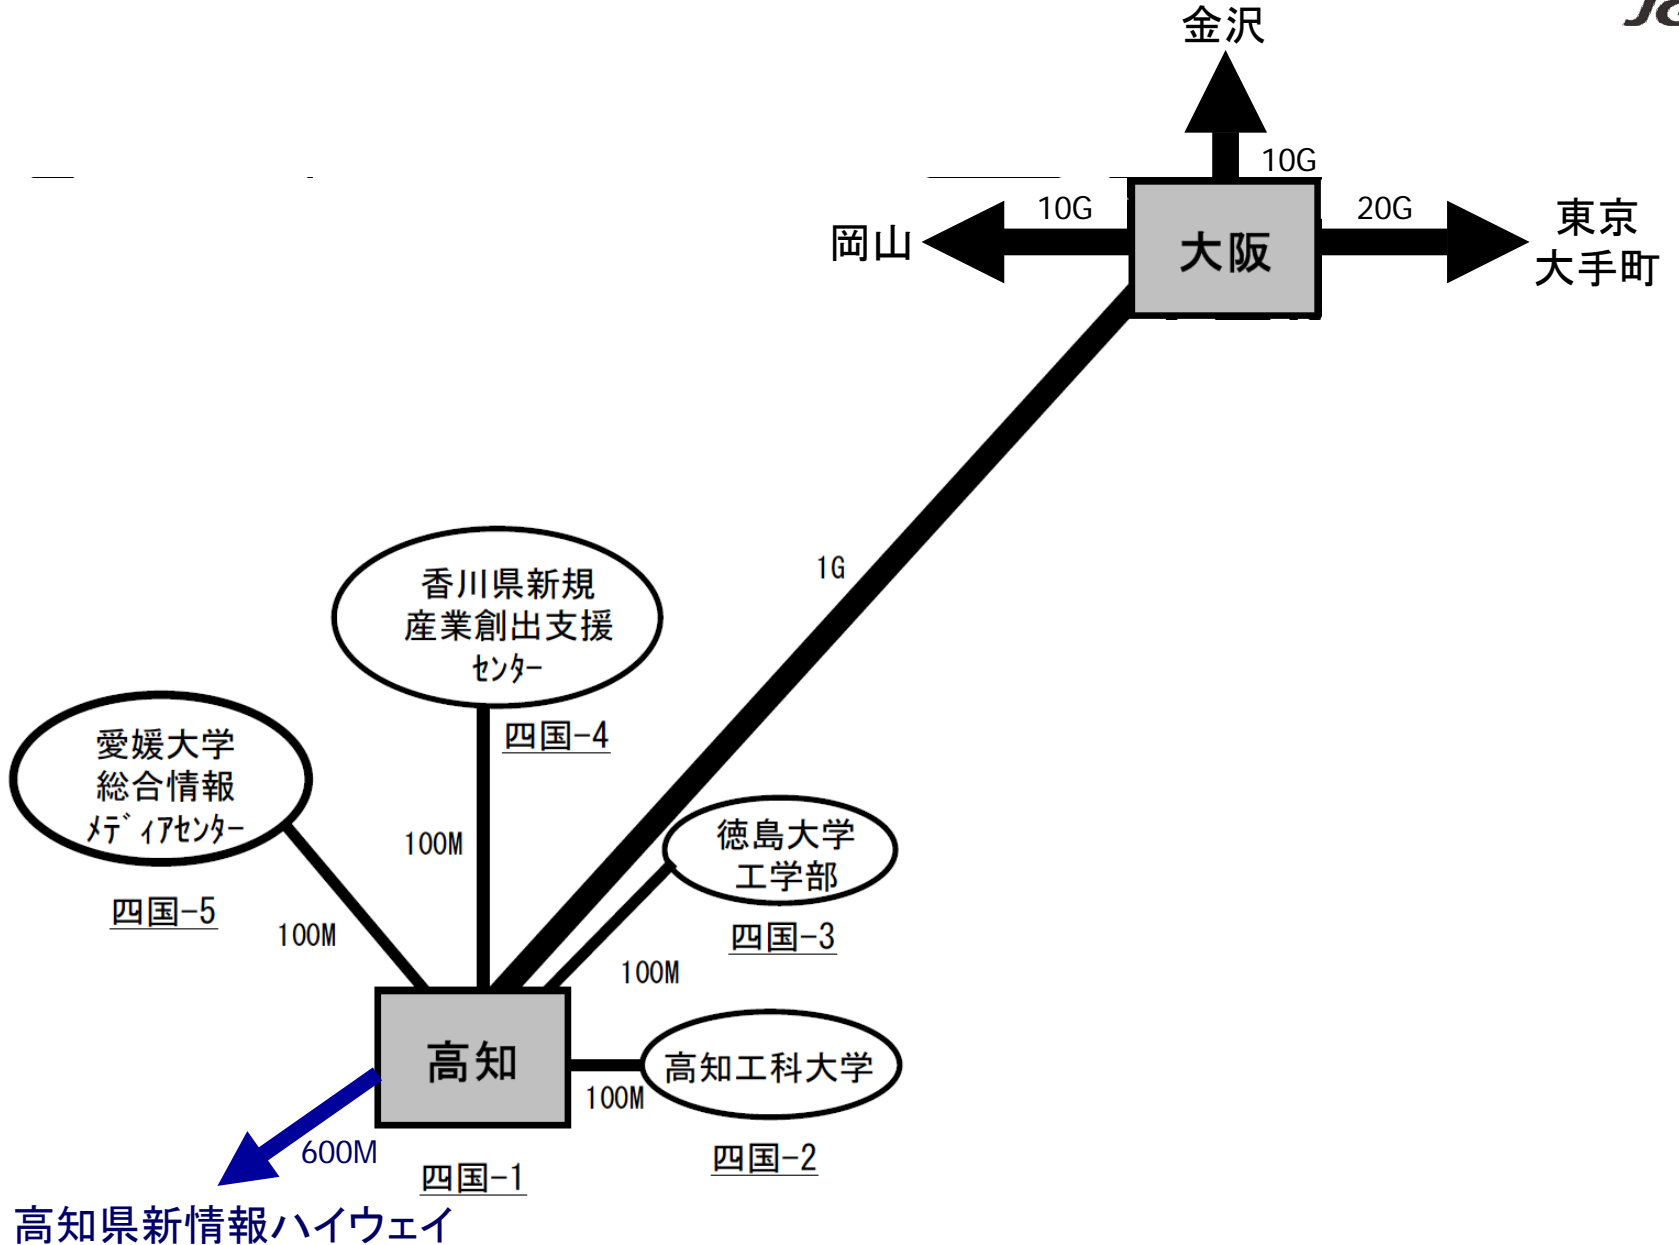 金沢
10G
10G
20G
岡山
大阪
東京
大手町
1G
香川県新規
産業創出支援
ｾﾝﾀｰ
四国-4
愛媛大学
総合情報
ﾒﾃﾞｨｱｾﾝﾀｰ
四国-5
100M
100M
徳島大学
工学部
四国-3
100M
高知
高知工科大学
100M
四国-2
600M
四国-1
高知県新情報ハイウェイ